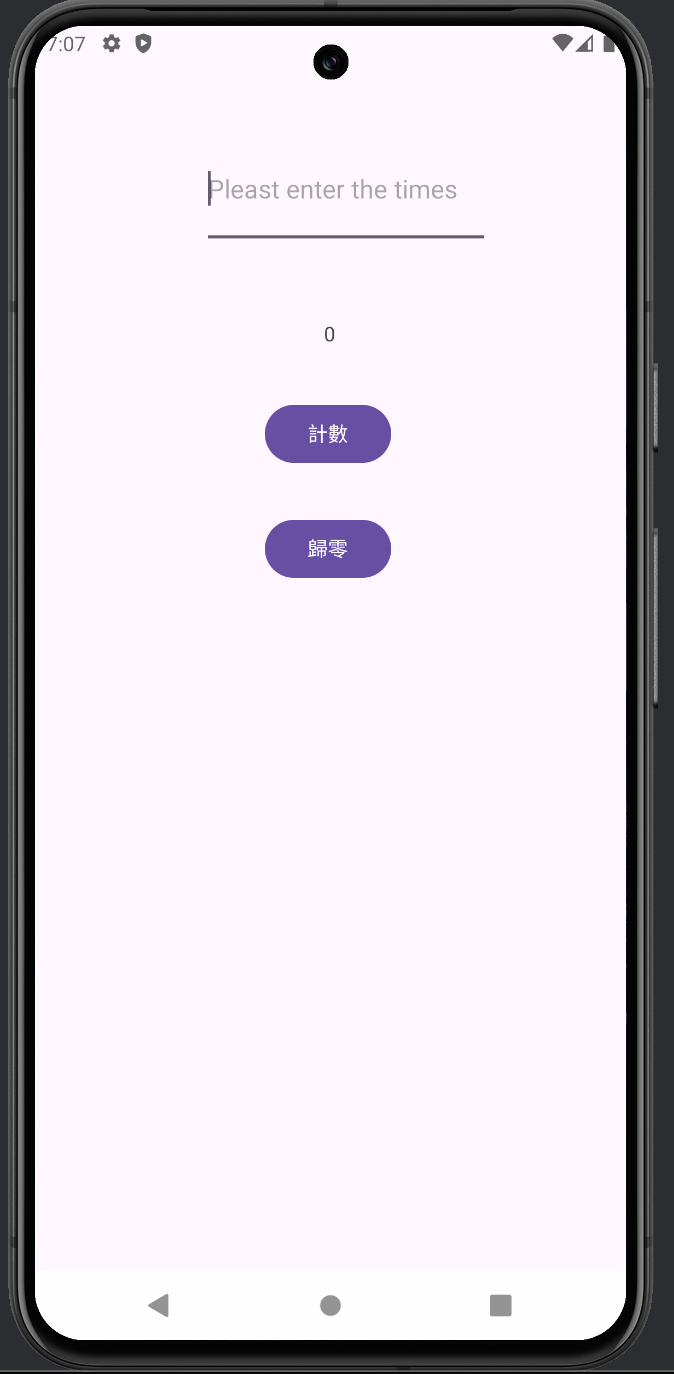 7:07
Pleast enter the times
0
計數
歸零